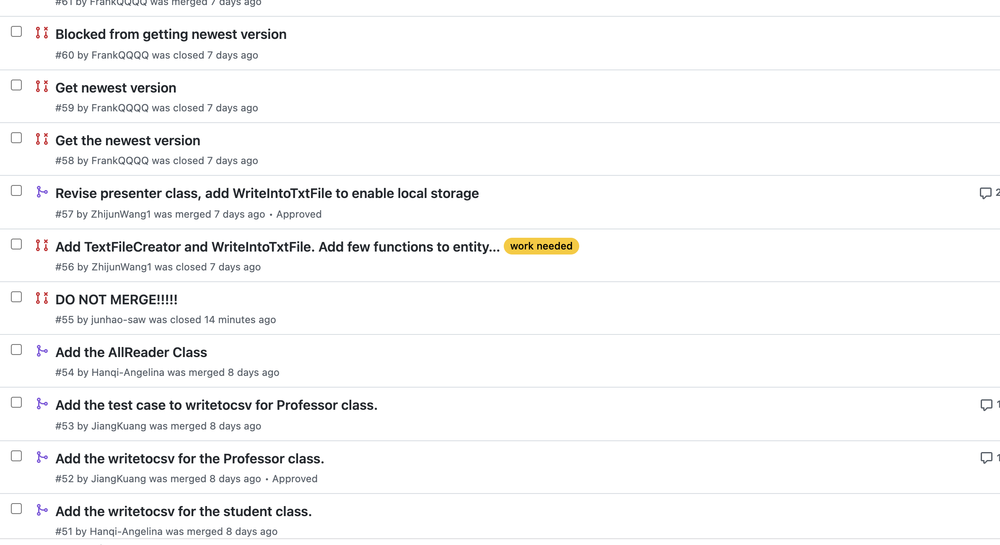 #61 by FrankQQQQ was merged 7 days ago
Blocked from getting newest version
#60 by FrankQQQQ was closed 7 days ago
Get newest version
#59 by FrankQQQQ was closed 7 days ago
Get the newest version
#58 by FrankQQQQ was closed 7 days ago
Revise presenter class, add WriteIntoTxtFile to enable local storage
2
#57 by ZhijunWang1 was merged 7 days ago • Approved
Add TextFileCreator and WriteIntoTxtFile. Add few functions to entity... work needed
#56 by ZhijunWang1 was closed 7 days ago
DO NOT MERGE!!!!!
#55 by junhao-saw was closed 14 minutes ago
Add the AllReader Class
#54 by Hanqi-Angelina was merged 8 days ago
Add the test case to writetocsv for Professor class.
1
#53 by JiangKuang was merged 8 days ago
Add the writetocsv for the Professor class.
1
#52 by JiangKuang was merged 8 days ago • Approved
Add the writetocsv for the student class.
#51 by Hanqi-Angelina was merged 8 days ago